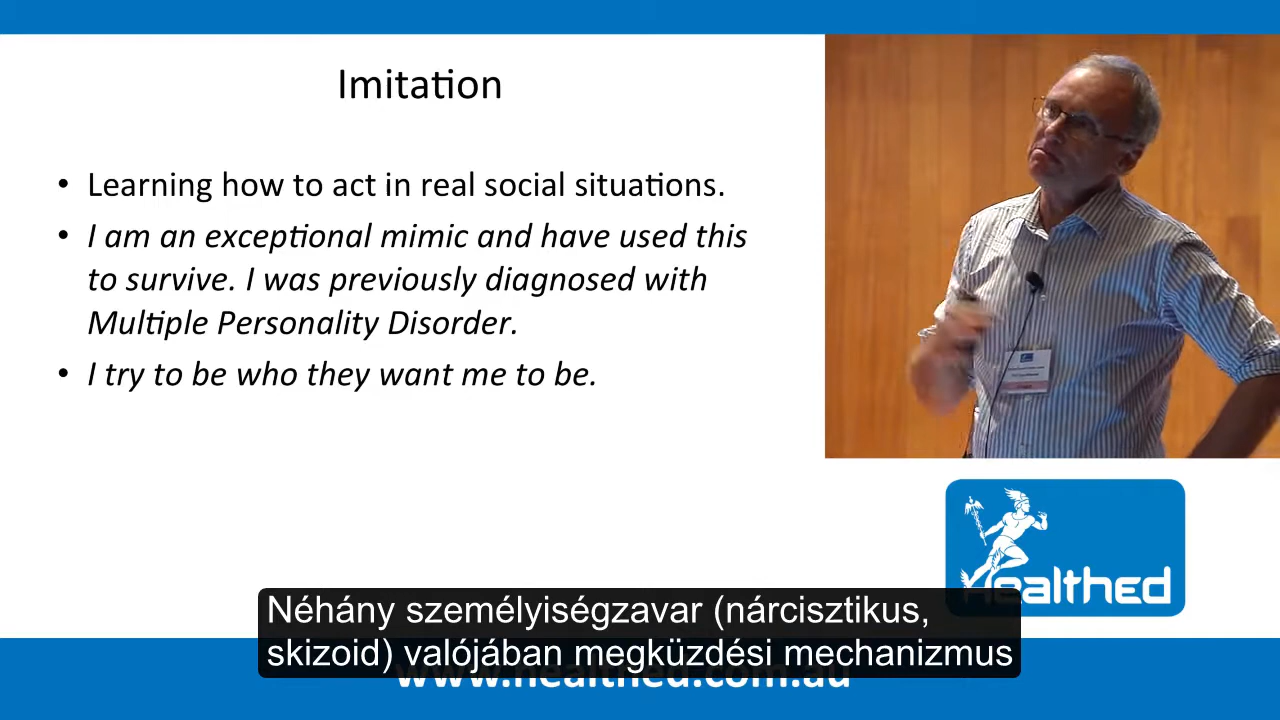 Imitation
• Learning how to act in real social situations.
• I am an exceptional mimic and have used this
to survive. I was previously diagnosed with
Multiple Personality Disorder.
• I try to be who they want me to be.
Healthed
Néhány személyiségzavar (nárcisztikus,
skizoid) valójában megküzdési mechanizmus
www.healthed.com.au